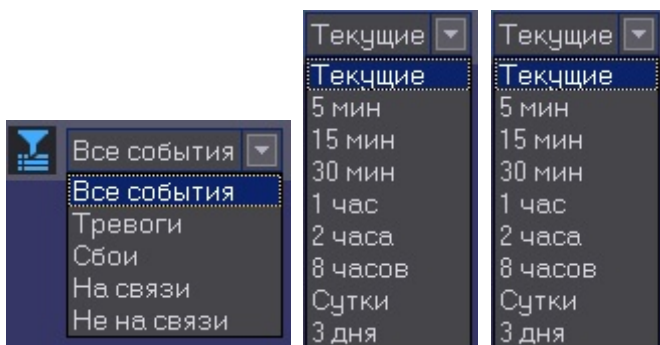 Все события
Все события
Тревоги
Сбои
На связи
Не на связи
Текущие
Текущие
5 мин
15 мин
30 мин
1 час
2 часа
8 часов
Сутки
3 дня
Текущие
Текущие
5 мин
15 мин
30 мин
1 час
2 часа
8 часов
Сутки
3 дня